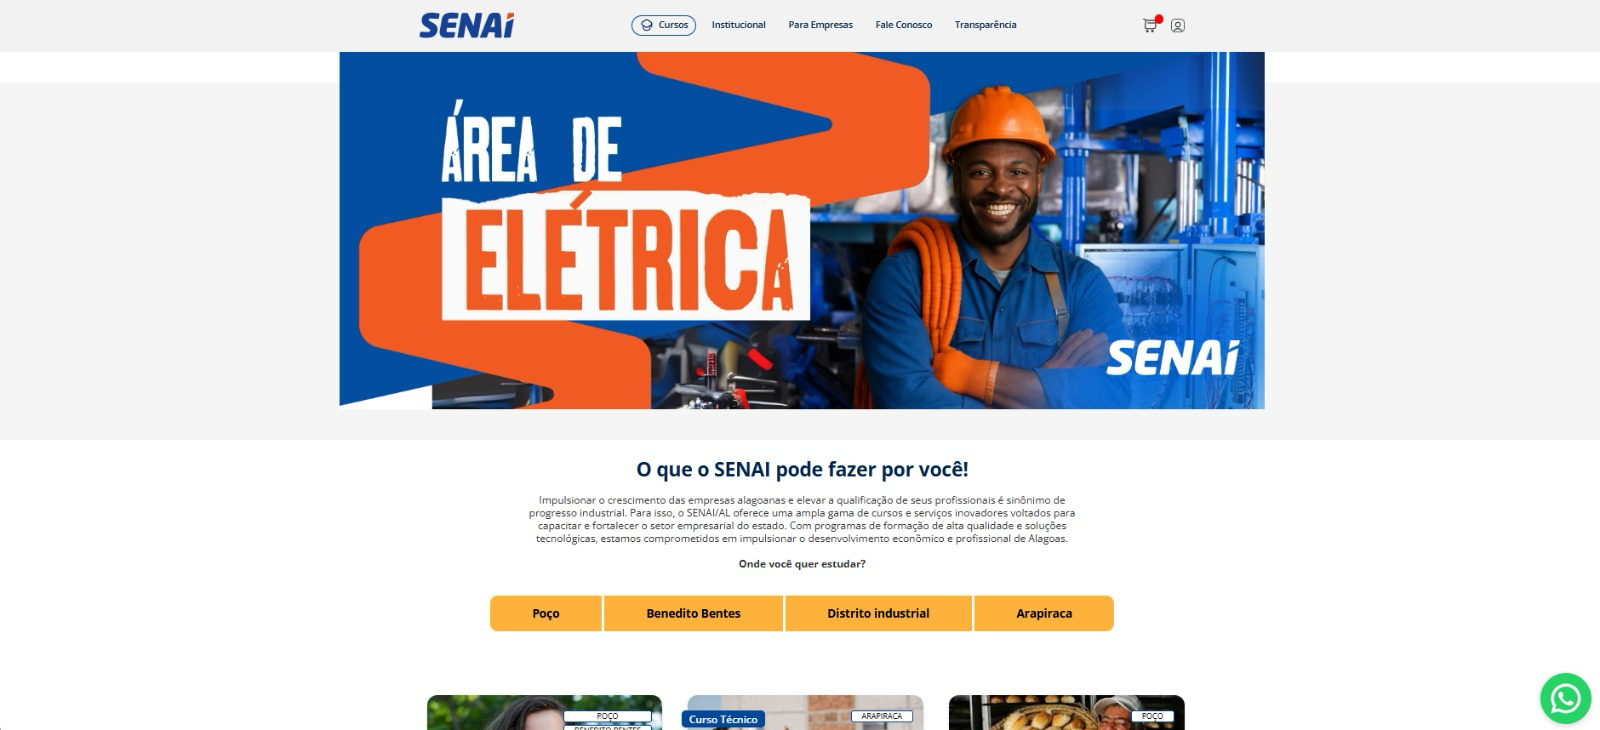 SENAI
Cursos
Institucional
Para Empresas
Fale Conosco
Transparência
ÁREA DE
ELÉTRICA
SENAI
O que o SENAI pode fazer por você!
Impulsionar o crescimento das empresas alagoanas e elevar a qualificação de seus profissionais é sinônimo de
progresso industrial. Para isso, o SENAI/AL oferece uma ampla gama de cursos e serviços inovadores voltados para
capacitar e fortalecer o setor empresarial do estado. Com programas de formação de alta qualidade e soluções
tecnológicas, estamos comprometidos em impulsionar o desenvolvimento econômico e profissional de Alagoas.
Onde você quer estudar?
Poço
Benedito Bentes
Distrito industrial
Arapiraca
POÇO
BENEDITO BENTES
Curso Técnico
ARAPIRACA
POÇO